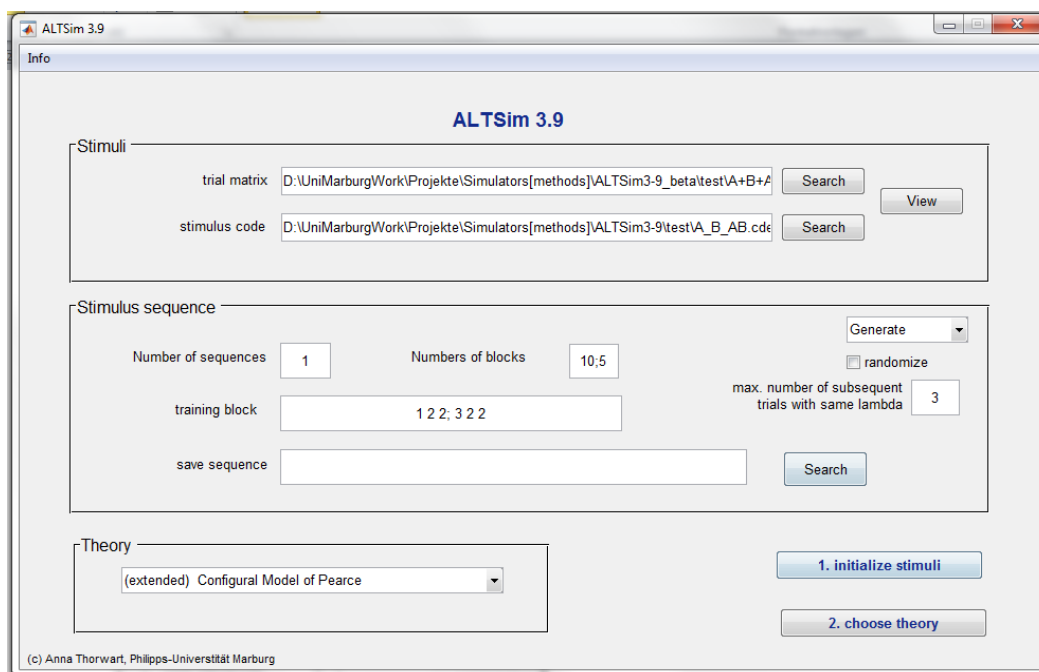 ALTSim 3.9
Info
ALTSim 3.9
Stimuli
trial matrix D:\UniMarburgWork\Projekte\Simulators[methods]\ALTSim3-9_beta\test\A+B+A Search
View
stimulus code D:\UniMarburgWork\Projekte\Simulators[methods]\ALTSim3-9\test\A_B_AB.cde Search
Stimulus sequence
Generate
Number of sequences 1 Numbers of blocks 10;5
randomize
max. number of subsequent
trials with same lambda 3
training block 1 2 2; 3 2 2
save sequence Search
Theory
(extended) Configural Model of Pearce
1. initialize stimuli
2. choose theory
(c) Anna Thorwart, Philipps-Universtität Marburg